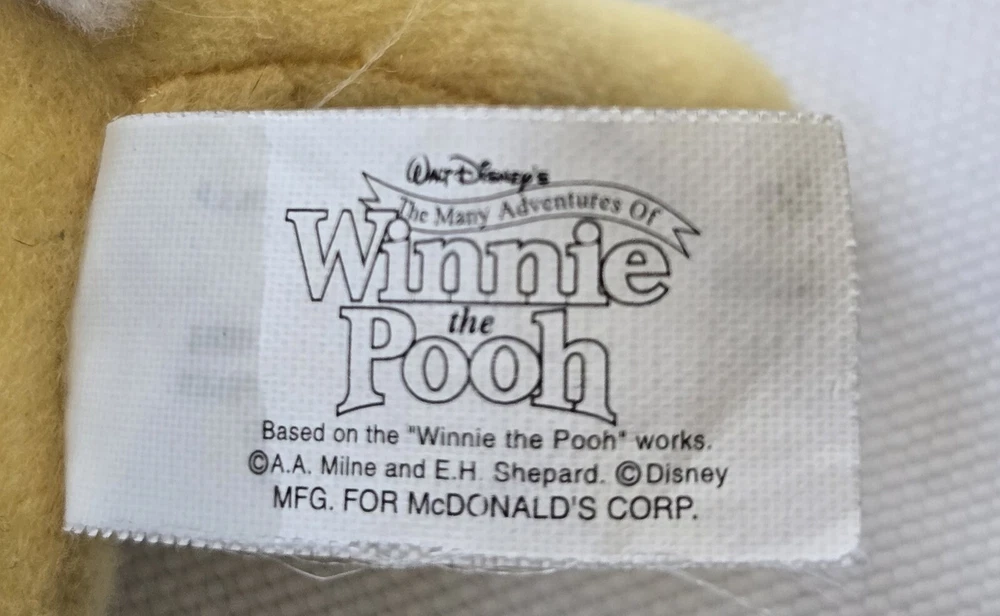 WALT DISNEY'S
The Many Adventures Of
Winnie
the
Pooh
Based on the "Winnie the Pooh" works.
©A.A. Milne and E.H. Shepard. ©Disney
MFG. FOR McDONALD'S CORP.